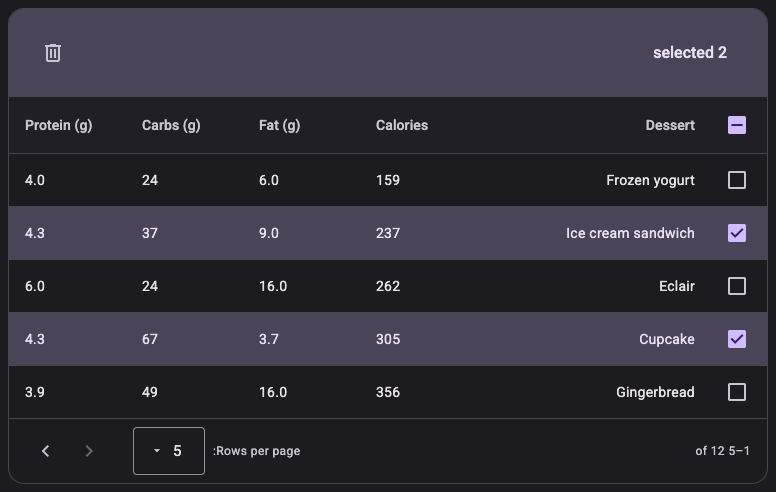 selected 2
Protein (g) Carbs (g) Fat (g) Calories Dessert
4.0 24 6.0 159 Frozen yogurt
4.3 37 9.0 237 Ice cream sandwich
6.0 24 16.0 262 Eclair
4.3 67 3.7 305 Cupcake
3.9 49 16.0 356 Gingerbread
5 :Rows per page of 12 5–1